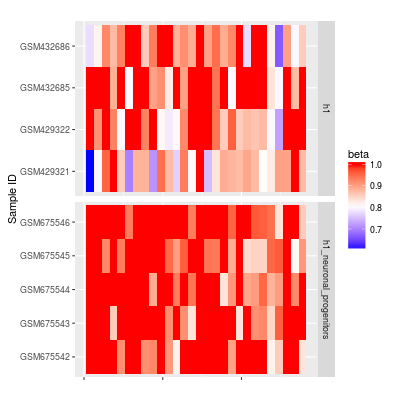 GSM432686
GSM432685
GSM429322
GSM429321
h1
GSM675546
GSM675545
GSM675544
GSM675543
GSM675542
h1_neuronal_progenitors
Sample ID
beta
1.0
0.9
0.8
0.7